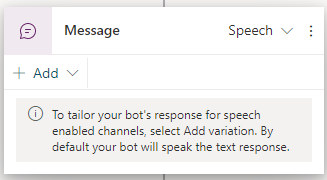 Message Speech
Add
To tailor your bot's response for speech
enabled channels, select Add variation. By
default your bot will speak the text response.